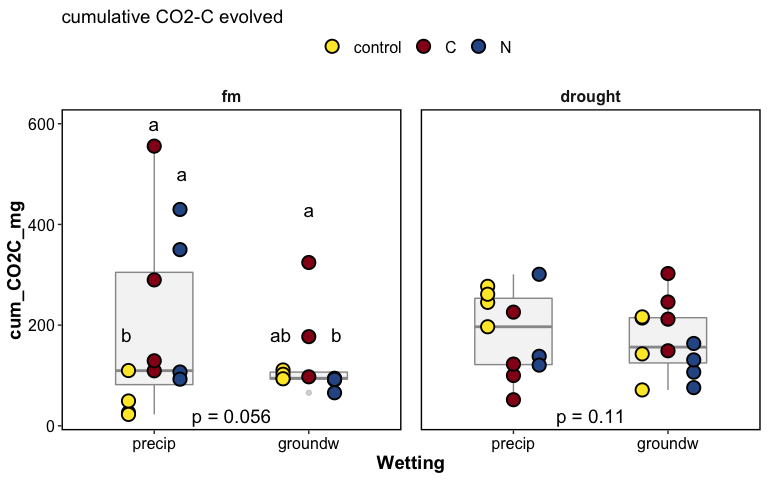 cumulative CO2-C evolved
control C N
fm drought
cum_CO2C_mg
600
400
200
0
a
a
a
b
ab
b
p = 0.056
p = 0.11
precip groundw precip groundw
Wetting